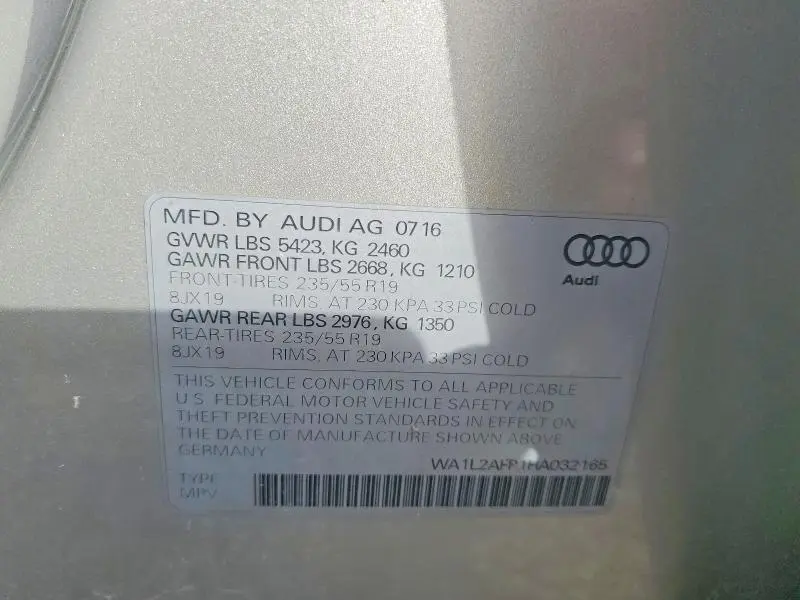 MFD. BY AUDI AG 07 16
GVWR LBS 5423, KG 2460
GAWR FRONT LBS 2668, KG 1210
FRONT-TIRES 235/55 R19
8JX19 RIMS, AT 230 KPA 33 PSI COLD
GAWR REAR LBS 2976, KG 1350
REAR-TIRES 235/55 R19
8JX19 RIMS, AT 230 KPA 33 PSI COLD
Audi
THIS VEHICLE CONFORMS TO ALL APPLICABLE
U.S. FEDERAL MOTOR VEHICLE SAFETY AND
THEFT PREVENTION STANDARDS IN EFFECT ON
THE DATE OF MANUFACTURE SHOWN ABOVE
GERMANY
WA1L2AFP1HA032165
TYPE
MPV